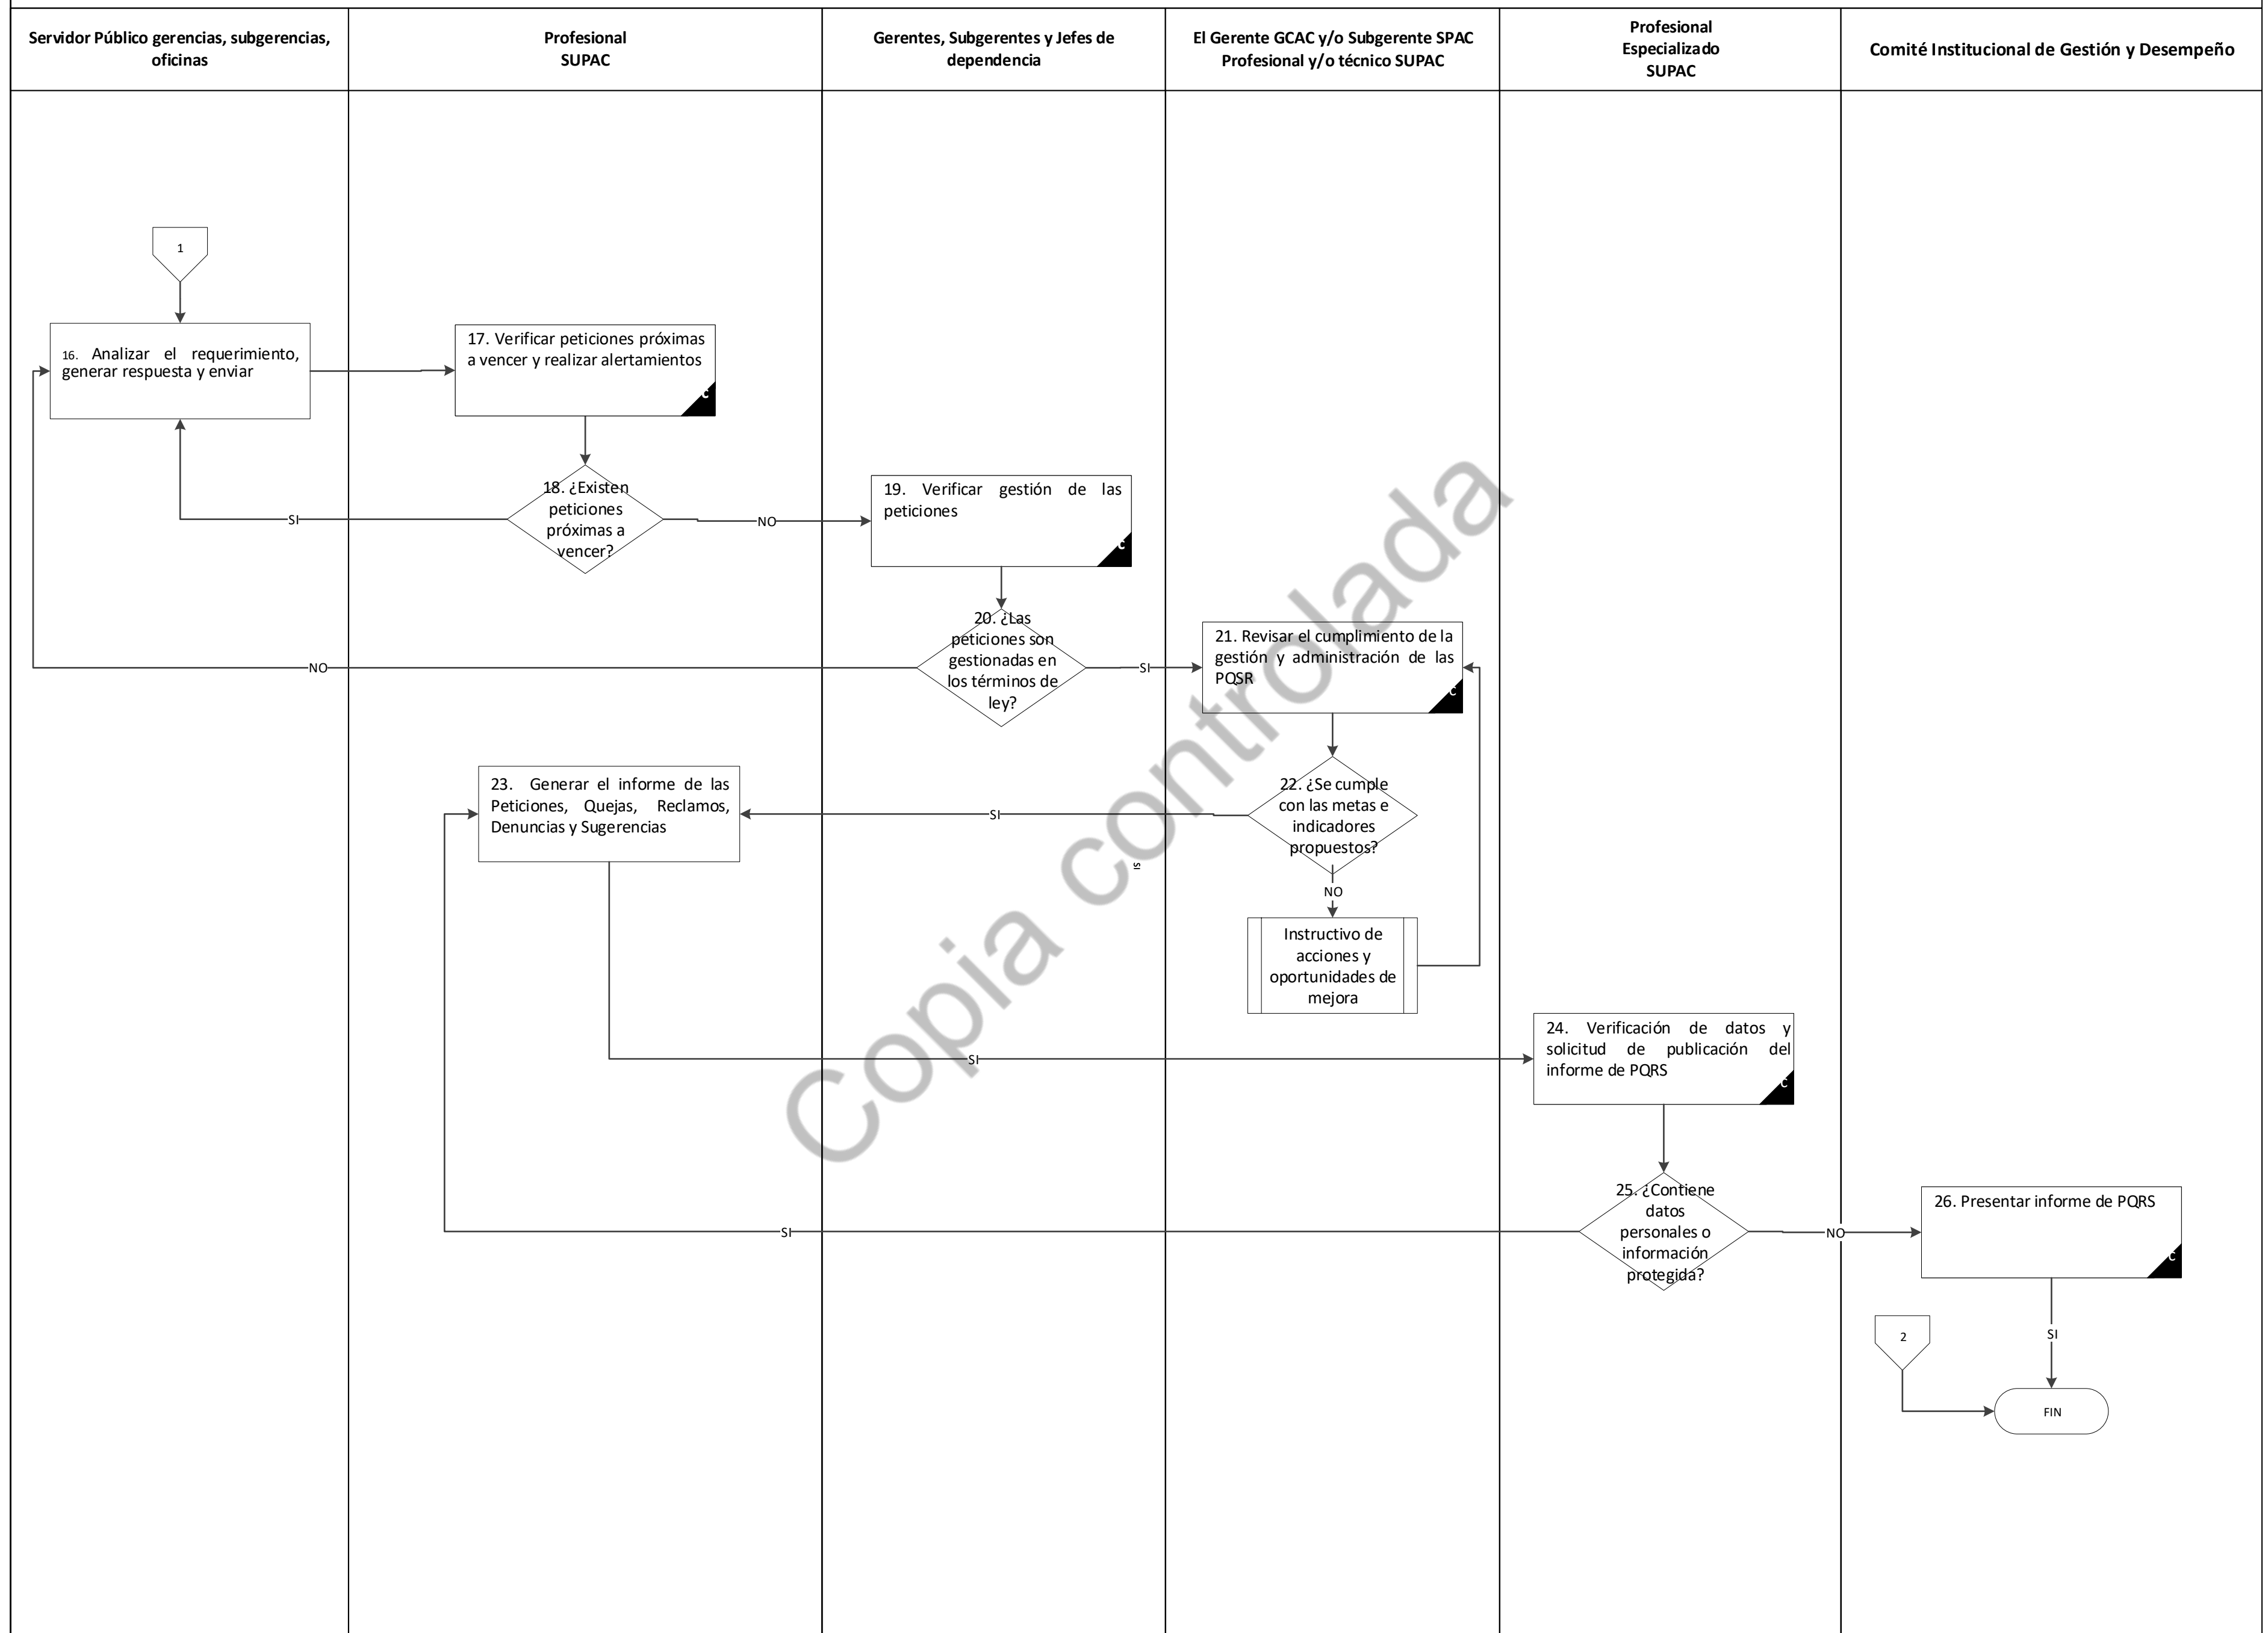 Servidor Público gerencias, subgerencias,
oficinas
Profesional
SUPAC
Gerentes, Subgerentes y Jefes de
dependencia
El Gerente GCAC y/o Subgerente SPAC
Profesional y/o técnico SUPAC
Profesional
Especializado
SUPAC
Comité Institucional de Gestión y Desempeño
1
16. Analizar el requerimiento,
generar respuesta y enviar
17. Verificar peticiones próximas
a vencer y realizar alertamientos
C
18. ¿Existen
peticiones
próximas a
vencer?
SI
NO
19. Verificar gestión de las
peticiones
C
20. ¿Las
peticiones son
gestionadas en
los términos de
ley?
NO
SI
21. Revisar el cumplimiento de la
gestión y administración de las
PQSR
C
22. ¿Se cumple
con las metas e
indicadores
propuestos?
SI
SI
NO
23. Generar el informe de las
Peticiones, Quejas, Reclamos,
Denuncias y Sugerencias
Instructivo de
acciones y
oportunidades de
mejora
SI
24. Verificación de datos y
solicitud de publicación del
informe de PQRS
C
25. ¿Contiene
datos
personales o
información
protegida?
SI
NO
26. Presentar informe de PQRS
C
SI
2
FIN
Copia controlada